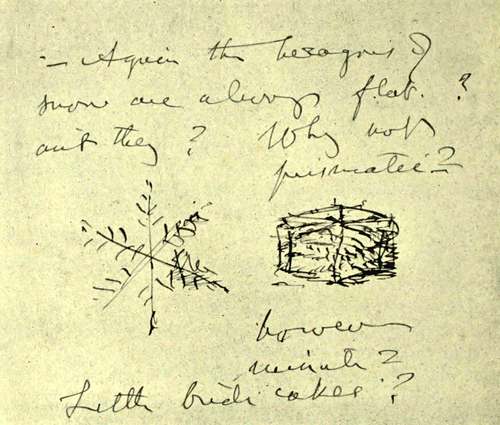 :– Again the hexagons of
snow are always flat. ?
ain't they ? Why not
prismatic – ?
however
minute ?
Little bride cakes ?